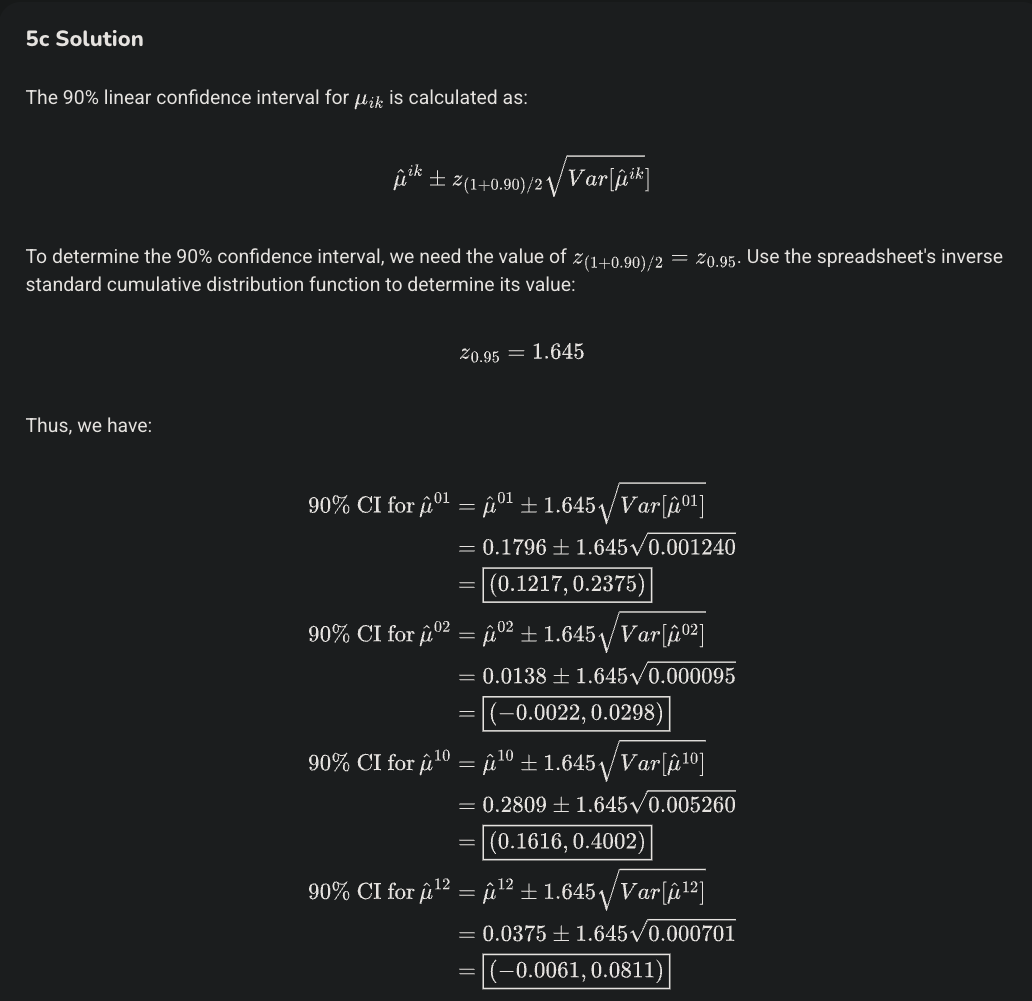 5c Solution
The 90% linear confidence interval for $\mu_{ik}$ is calculated as:
$\hat{\mu}^{ik} \pm z_{(1+0.90)/2}\sqrt{Var[\hat{\mu}^{ik}]}$
To determine the 90% confidence interval, we need the value of $z_{(1+0.90)/2} = z_{0.95}$. Use the spreadsheet's inverse
standard cumulative distribution function to determine its value:
$z_{0.95} = 1.645$
Thus, we have:
$90\% \text{ CI for } \hat{\mu}^{01} = \hat{\mu}^{01} \pm 1.645\sqrt{Var[\hat{\mu}^{01}]}$
$= 0.1796 \pm 1.645\sqrt{0.001240}$
$= \boxed{(0.1217, 0.2375)}$
$90\% \text{ CI for } \hat{\mu}^{02} = \hat{\mu}^{02} \pm 1.645\sqrt{Var[\hat{\mu}^{02}]}$
$= 0.0138 \pm 1.645\sqrt{0.000095}$
$= \boxed{(-0.0022, 0.0298)}$
$90\% \text{ CI for } \hat{\mu}^{10} = \hat{\mu}^{10} \pm 1.645\sqrt{Var[\hat{\mu}^{10}]}$
$= 0.2809 \pm 1.645\sqrt{0.005260}$
$= \boxed{(0.1616, 0.4002)}$
$90\% \text{ CI for } \hat{\mu}^{12} = \hat{\mu}^{12} \pm 1.645\sqrt{Var[\hat{\mu}^{12}]}$
$= 0.0375 \pm 1.645\sqrt{0.000701}$
$= \boxed{(-0.0061, 0.0811)}$